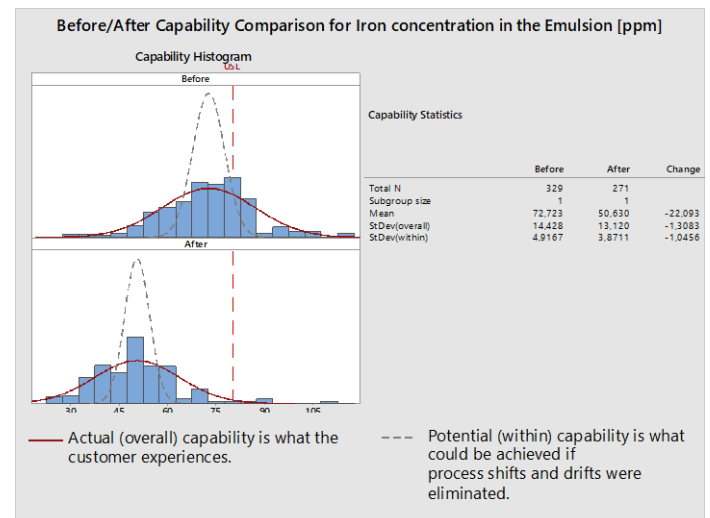 Before/After Capability Comparison for Iron concentration in the Emulsion [ppm]
Capability Histogram
USL
Before
After
30 45 60 75 90 105
Capability Statistics
Before After Change
Total N 329 271
Subgroup size 1 1
Mean 72,723 50,630 -22,093
StDev(overall) 14,428 13,120 -1,3083
StDev(within) 4,9167 3,8711 -1,0456
Actual (overall) capability is what the
customer experiences.
Potential (within) capability is what
could be achieved if
process shifts and drifts were
eliminated.